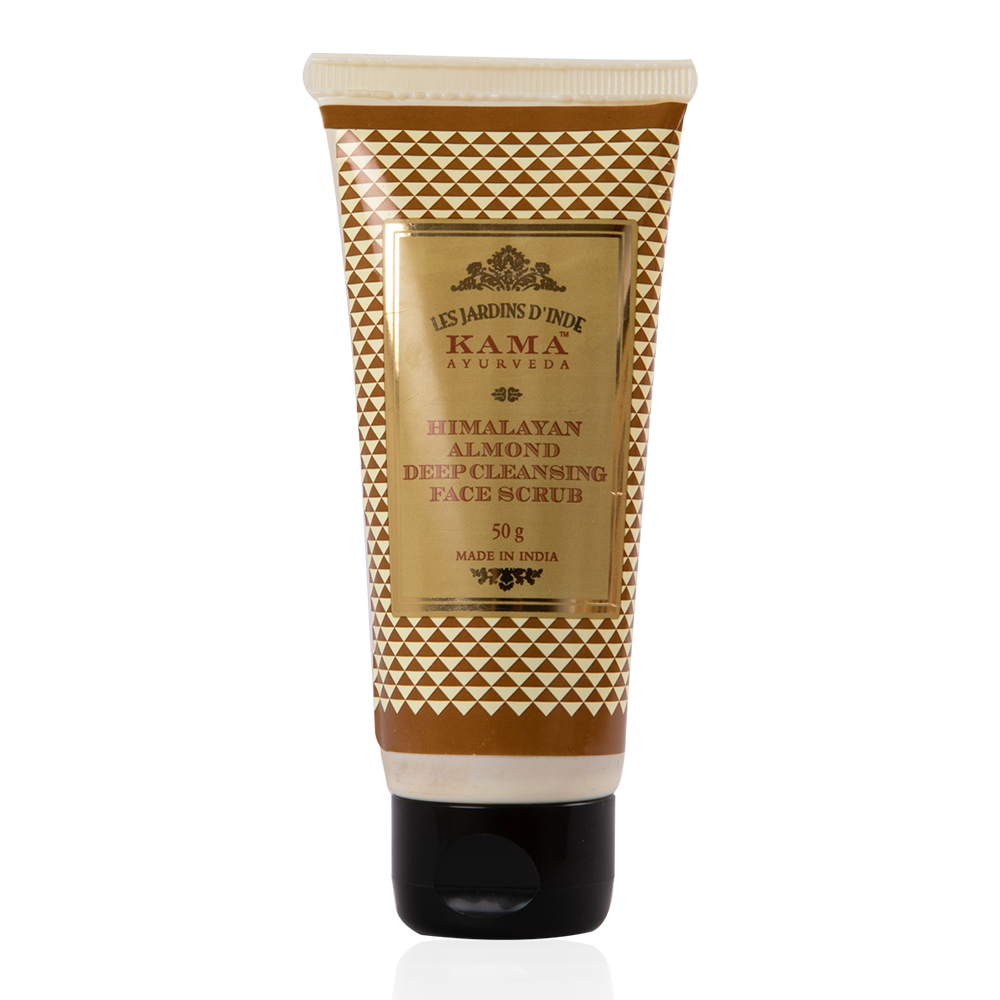 LES JARDINS D'INDE
KAMA™
AYURVEDA
HIMALAYAN
ALMOND
DEEP CLEANSING
FACE SCRUB
50 g
MADE IN INDIA